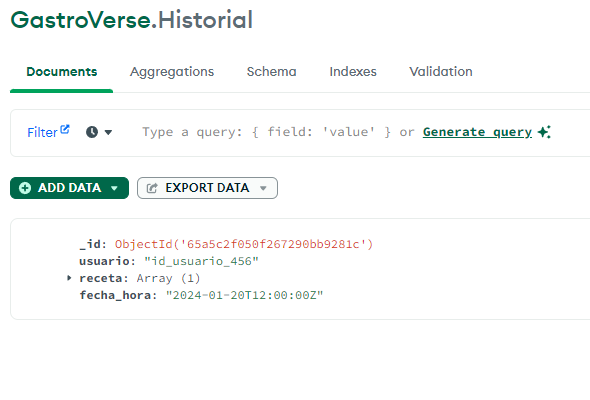 GastroVerse.Historial
Documents Aggregations Schema Indexes Validation
Filter Type a query: { field: 'value' } or Generate query
ADD DATA EXPORT DATA
_id: ObjectId('65a5c2f050f267290bb9281c')
usuario: "id_usuario_456"
receta: Array (1)
fecha_hora: "2024-01-20T12:00:00Z"